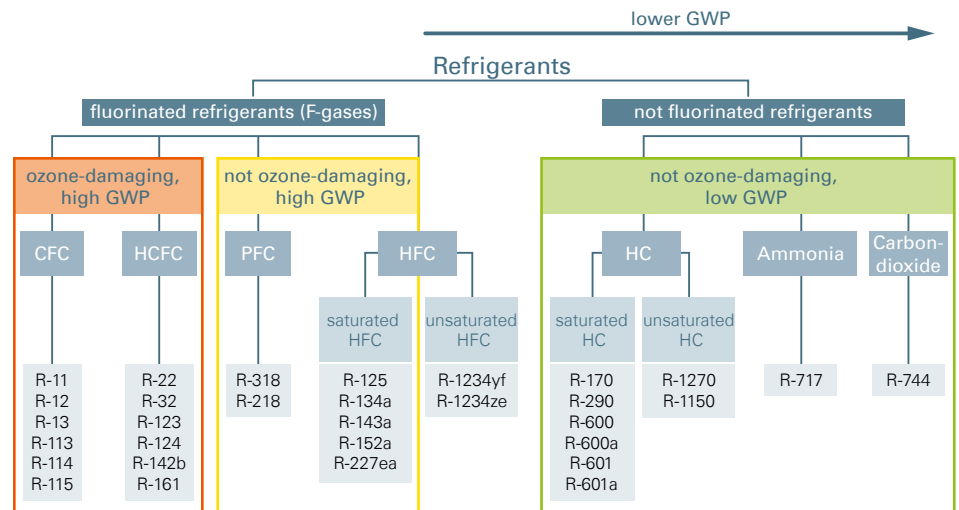 lower GWP
Refrigerants
fluorinated refrigerants (F-gases)
not fluorinated refrigerants
ozone-damaging,
high GWP
not ozone-damaging,
high GWP
not ozone-damaging,
low GWP
CFC
HCFC
PFC
HFC
HC
Ammonia
Carbon-
dioxide
saturated
HFC
unsaturated
HFC
saturated
HC
unsaturated
HC
R-11
R-12
R-13
R-113
R-114
R-115
R-22
R-32
R-123
R-124
R-142b
R-161
R-318
R-218
R-125
R-134a
R-143a
R-152a
R-227ea
R-1234yf
R-1234ze
R-170
R-290
R-600
R-600a
R-601
R-601a
R-1270
R-1150
R-717
R-744